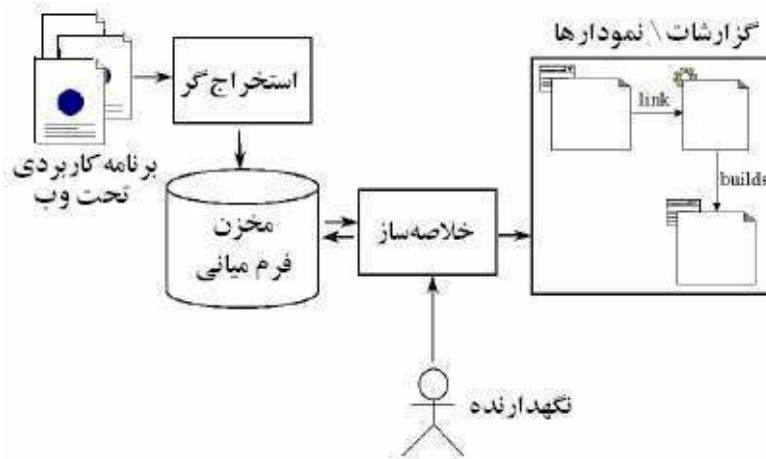 گزارشات \ نمودارها
استخراج‌گر
link
برنامه کاربردی
تحت وب
builds
مخزن
فرم میانی
خلاصه‌ساز
نگهدارنده